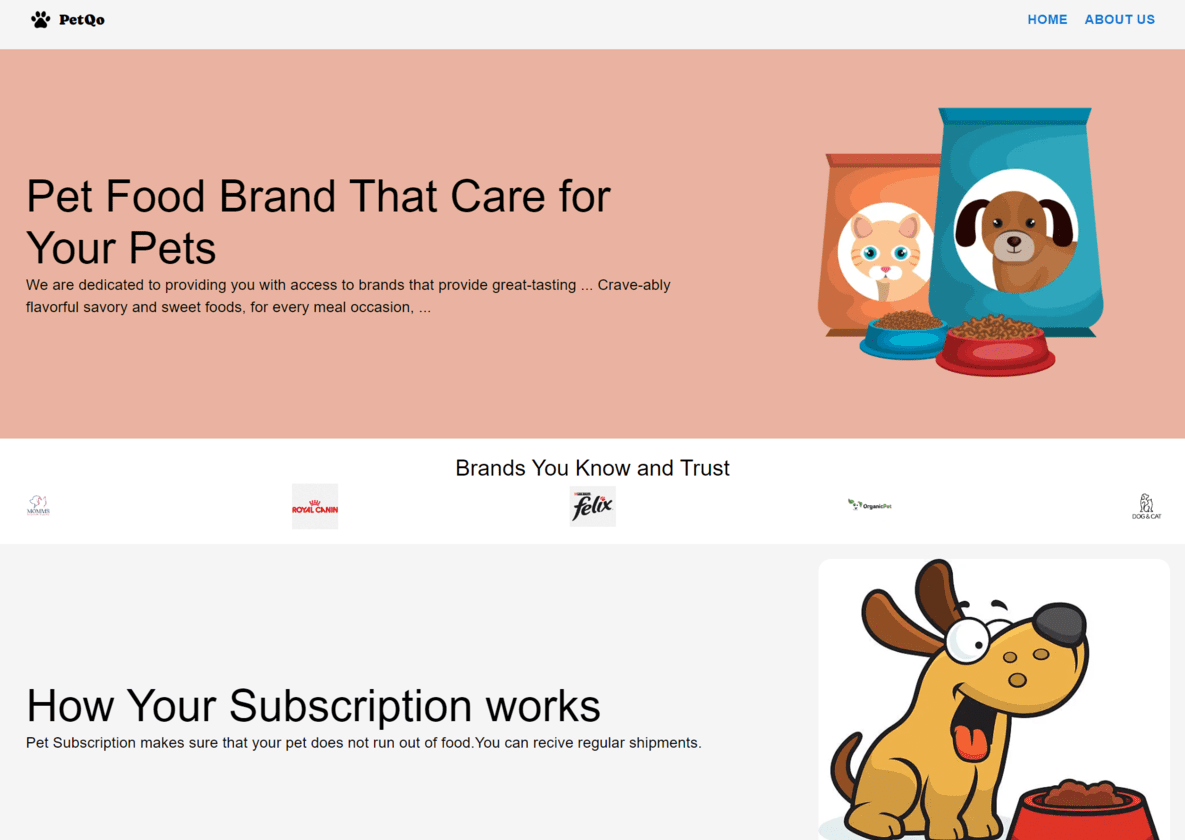 PetQo
HOME ABOUT US
Pet Food Brand That Care for
Your Pets
We are dedicated to providing you with access to brands that provide great-tasting ... Crave-ably
flavorful savory and sweet foods, for every meal occasion, ...
Brands You Know and Trust
ROYAL CANIN
felix
OrganicPet
DOG & CAT
How Your Subscription works
Pet Subscription makes sure that your pet does not run out of food.You can recive regular shipments.